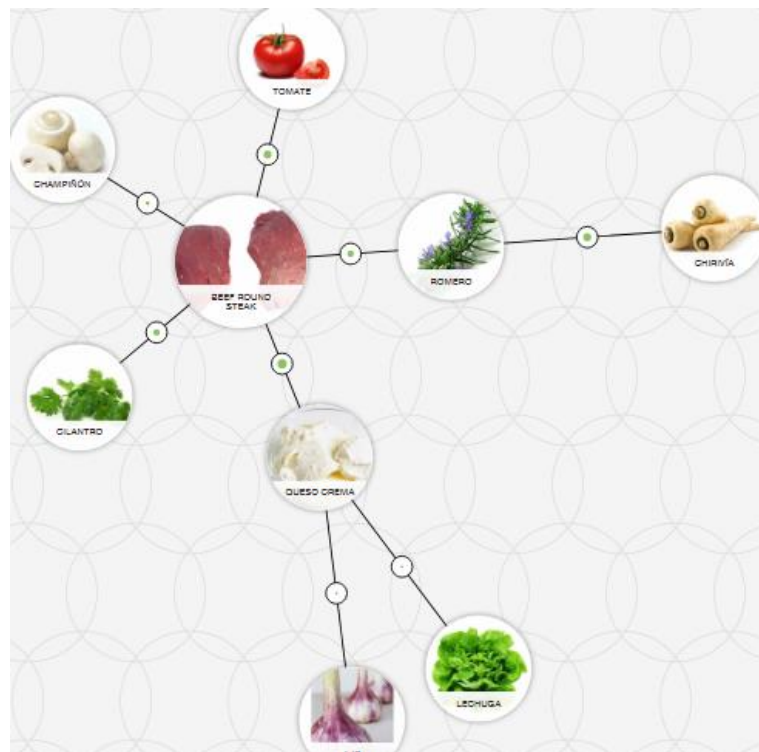 TOMATE
CHAMPIÑÓN
ROMERO
CHIRIVÍA
BEEF ROUND
STEAK
CILANTRO
QUESO CREMA
LECHUGA